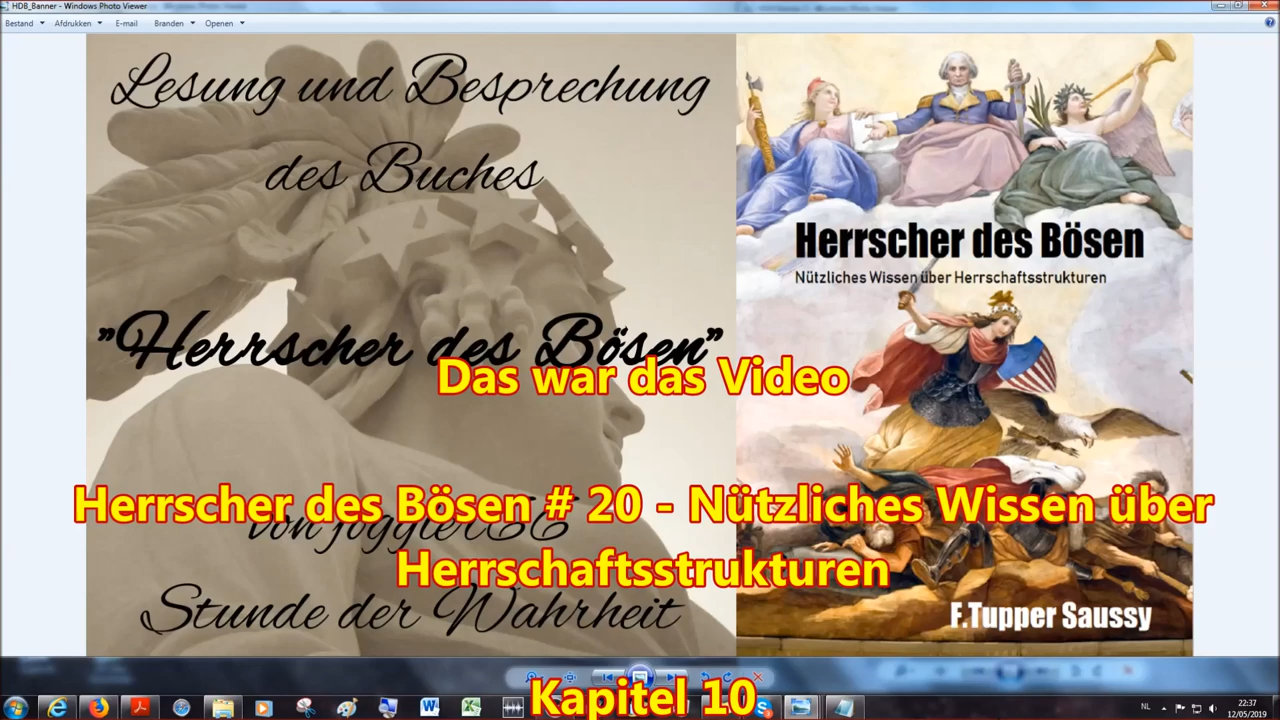 HDB_Banner - Windows Photo Viewer
Bestand Afdrukken E-mail Branden Openen
Lesung und Besprechung
des Buches
"Herrscher des Bösen"
von joggler66
Stunde der Wahrheit
Herrscher des Bösen
Nützliches Wissen über Herrschaftsstrukturen
F.Tupper Saussy
Das war das Video
Herrscher des Bösen # 20 - Nützliches Wissen über
Herrschaftsstrukturen
Kapitel 10
NL
22:37
12/05/2019